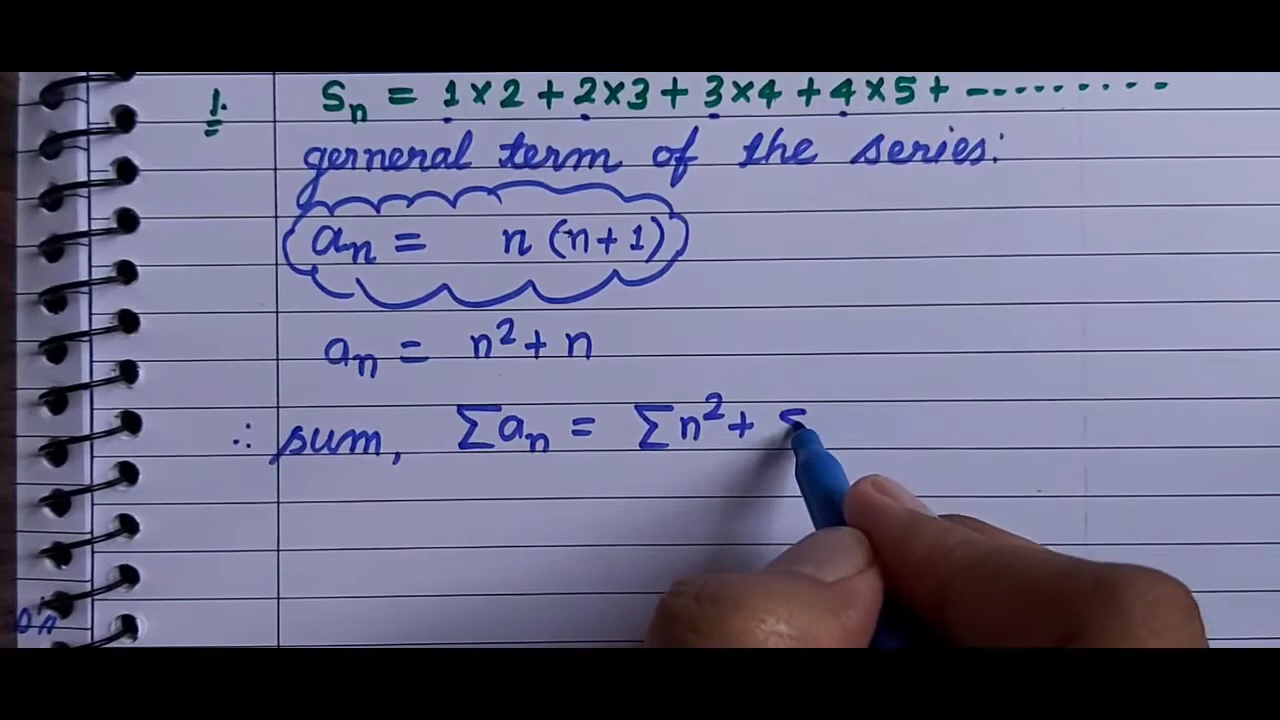 1. Sn = 1×2 + 2×3 + 3×4 + 4×5 + ----------
gerneral term of the series:
an = n (n+1)
an = n² + n
∴ sum, Σan = Σn² +